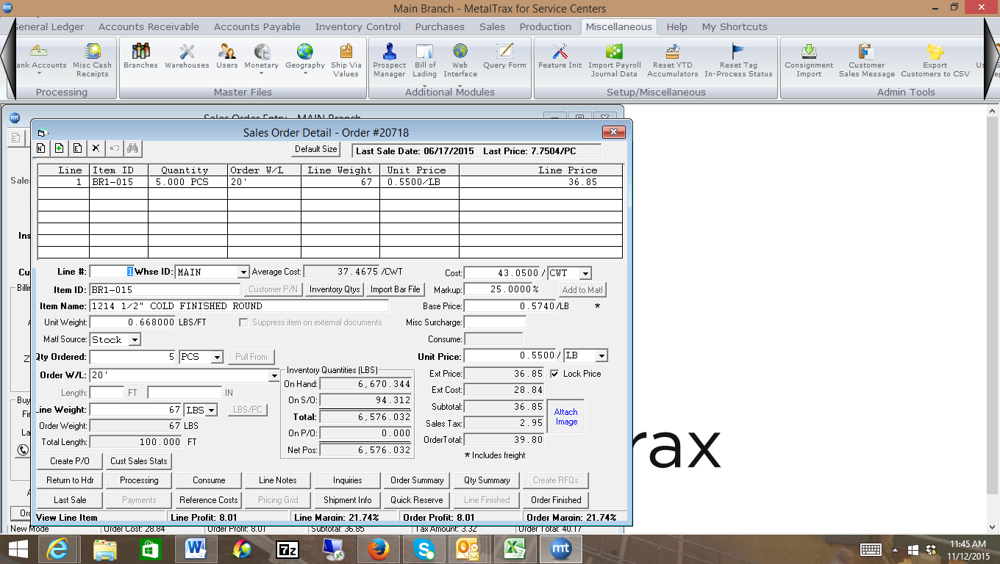 Main Branch - MetalTrax for Service Centers
eneral Ledger Accounts Receivable Accounts Payable Inventory Control Purchases Sales Production Miscellaneous Help My Shortcuts
ank Accounts
Misc Cash Receipts
Branches
Warehouses
Users
Monetary
Geography
Ship Via Values
Prospect Manager
Bill of Lading
Web Interface
Query Form
Feature Init
Import Payroll Journal Data
Reset YTD Accumulators
Reset Tag In-Process Status
Consignment Import
Customer Sales Message
Export Customers to CSV
Processing Master Files Additional Modules Setup/Miscellaneous Admin Tools
Sales Order Entry - MAIN Branch
Sales Order Detail - Order #20718
Default Size
Last Sale Date: 06/17/2015 Last Price: 7.7504/PC
Line Item ID Quantity Order W/L Line Weight Unit Price Line Price
1 BR1-015 5.000 PCS 20' 67 0.5500/LB 36.85
Line #: 1 Whse ID: MAIN Average Cost: 37.4675 /CWT Cost: 43.0500 / CWT
Item ID: BR1-015 Customer P/N Inventory Qtys Import Bar File Markup: 25.0000 % Add to Matl
Item Name: 1214 1/2" COLD FINISHED ROUND Base Price: 0.5740 /LB *
Unit Weight: 0.668000 LBS/FT Suppress item on external documents Misc Surcharge:
Matl Source: Stock Consume:
Qty Ordered: 5 PCS Pull From Unit Price: 0.5500 / LB
Order W/L: 20' Inventory Quantities (LBS) Ext Price: 36.85 Lock Price
Length: FT IN On Hand: 6,670.344 Ext Cost: 28.84
On S/O: 94.312 Subtotal: 36.85 Attach Image
Line Weight: 67 LBS LBS/PC Total: 6,576.032 Sales Tax: 2.95
Order Weight: 67 LBS On P/O: 0.000 OrderTotal: 39.80
Total Length: 100.000 FT Net Pos: 6,576.032 * Includes freight
Create P/O Cust Sales Stats
Return to Hdr Processing Consume Line Notes Inquiries Order Summary Qty Summary Create RFQs
Last Sale Payments Reference Costs Pricing Grid Shipment Info Quick Reserve Line Finished Order Finished
View Line Item Line Profit: 8.01 Line Margin: 21.74% Order Profit: 8.01 Order Margin: 21.74%
New Mode Order Cost: 28.84 Order Profit: 8.01 Subtotal: 36.85 Tax Amount: 3.32 Order Total: 40.17
Sales
Ins
Cu
Billin
Z
Buy
Fir
La
Ord
rax
7z
mt
11:45 AM
11/12/2015